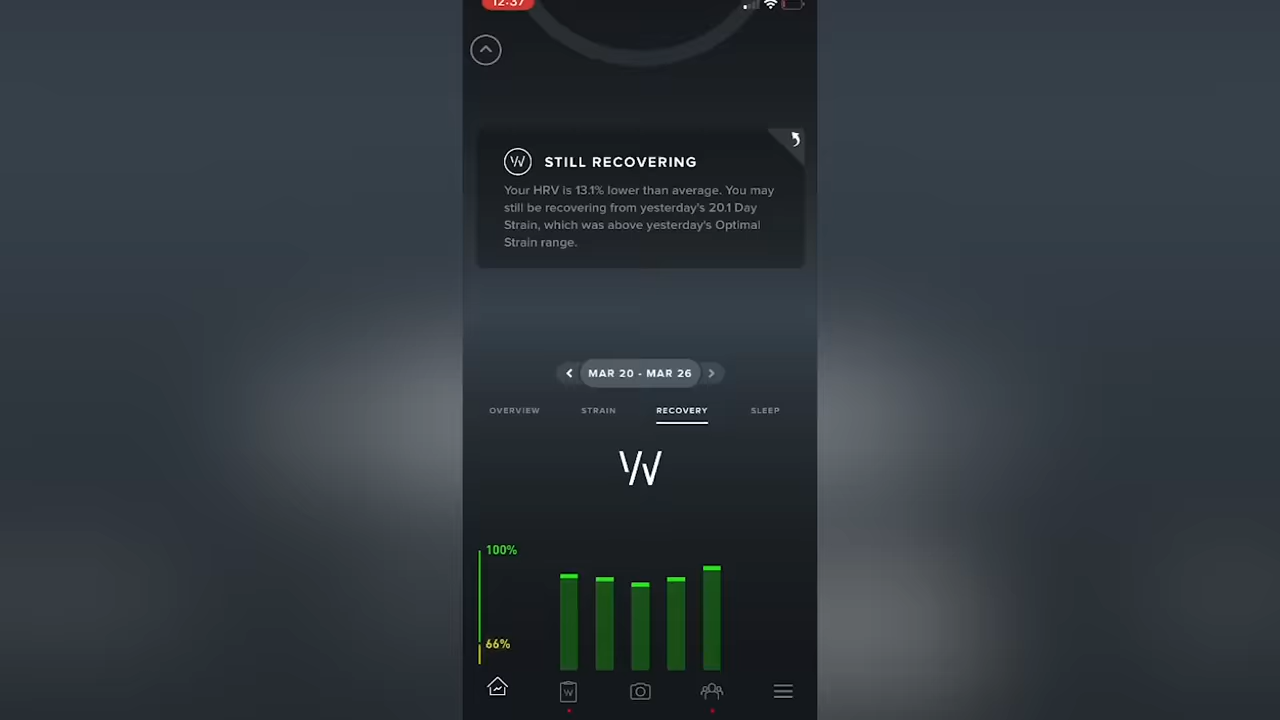 12:37
STILL RECOVERING
Your HRV is 13.1% lower than average. You may
still be recovering from yesterday's 20.1 Day
Strain, which was above yesterday's Optimal
Strain range.
MAR 20 - MAR 26
OVERVIEW STRAIN RECOVERY SLEEP
100%
66%